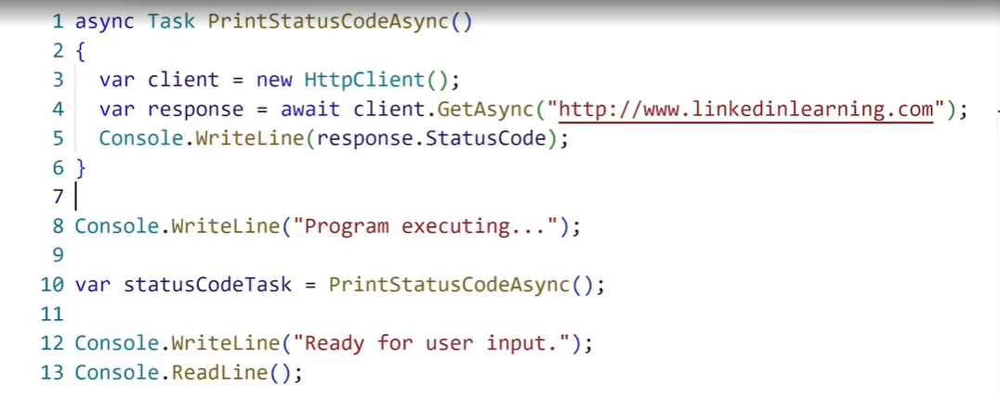 1 async Task PrintStatusCodeAsync()
2 {
3 var client = new HttpClient();
4 var response = await client.GetAsync("http://www.linkedinlearning.com");
5 Console.WriteLine(response.StatusCode);
6 }
7
8 Console.WriteLine("Program executing...");
9
10 var statusCodeTask = PrintStatusCodeAsync();
11
12 Console.WriteLine("Ready for user input.");
13 Console.ReadLine();